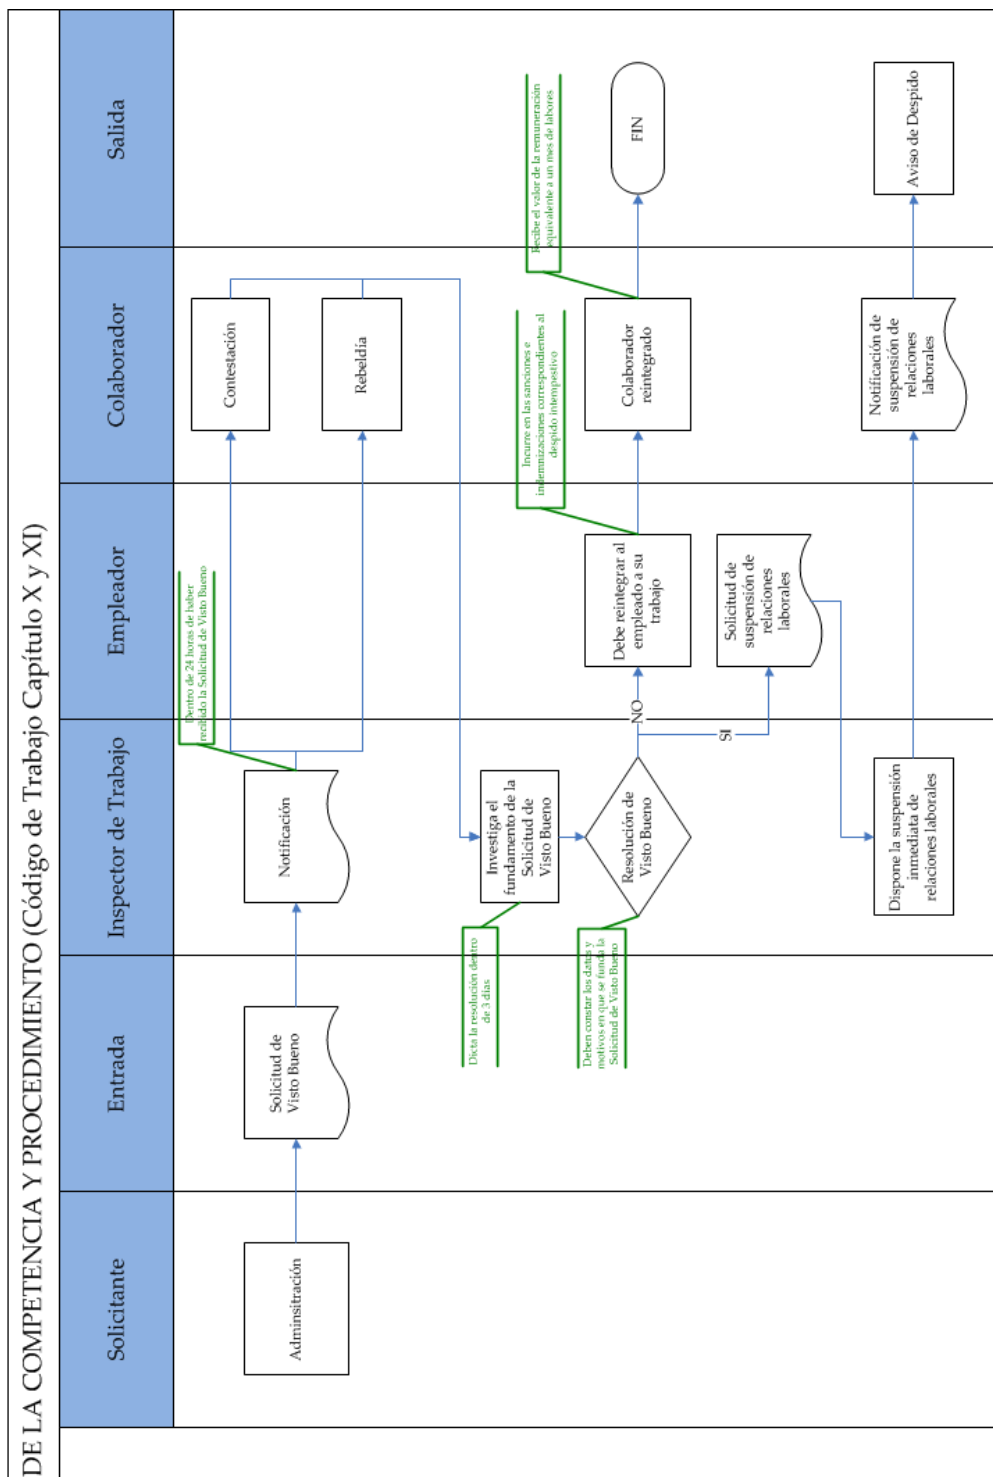 DE LA COMPETENCIA Y PROCEDIMIENTO (Código de Trabajo Capítulo X y XI)
Solicitante
Entrada
Inspector de Trabajo
Empleador
Colaborador
Salida
Adminsitración
Solicitud de
Visto Bueno
Notificación
Dentro de 24 horas de haber
recibido la Solicitud de Visto Bueno
Contestación
Rebeldía
Investiga el
fundamento de la
Solicitud de
Visto Bueno
Dicta la resolución dentro
de 3 días
Resolución de
Visto Bueno
Deben constar los datos y
motivos en que se funda la
Solicitud de Visto Bueno
NO
SI
Debe reintegrar al
empleado a su
trabajo
Incurre en las sanciones e
indemnizaciones correspondientes al
despido intempestivo
Colaborador
reintegrado
Recibe el valor de la remuneración
equivalente a un mes de labores
FIN
Solicitud de
suspensión de
relaciones
laborales
Dispone la suspensión
inmediata de
relaciones laborales
Notificación de
suspensión de
relaciones
laborales
Aviso de Despido